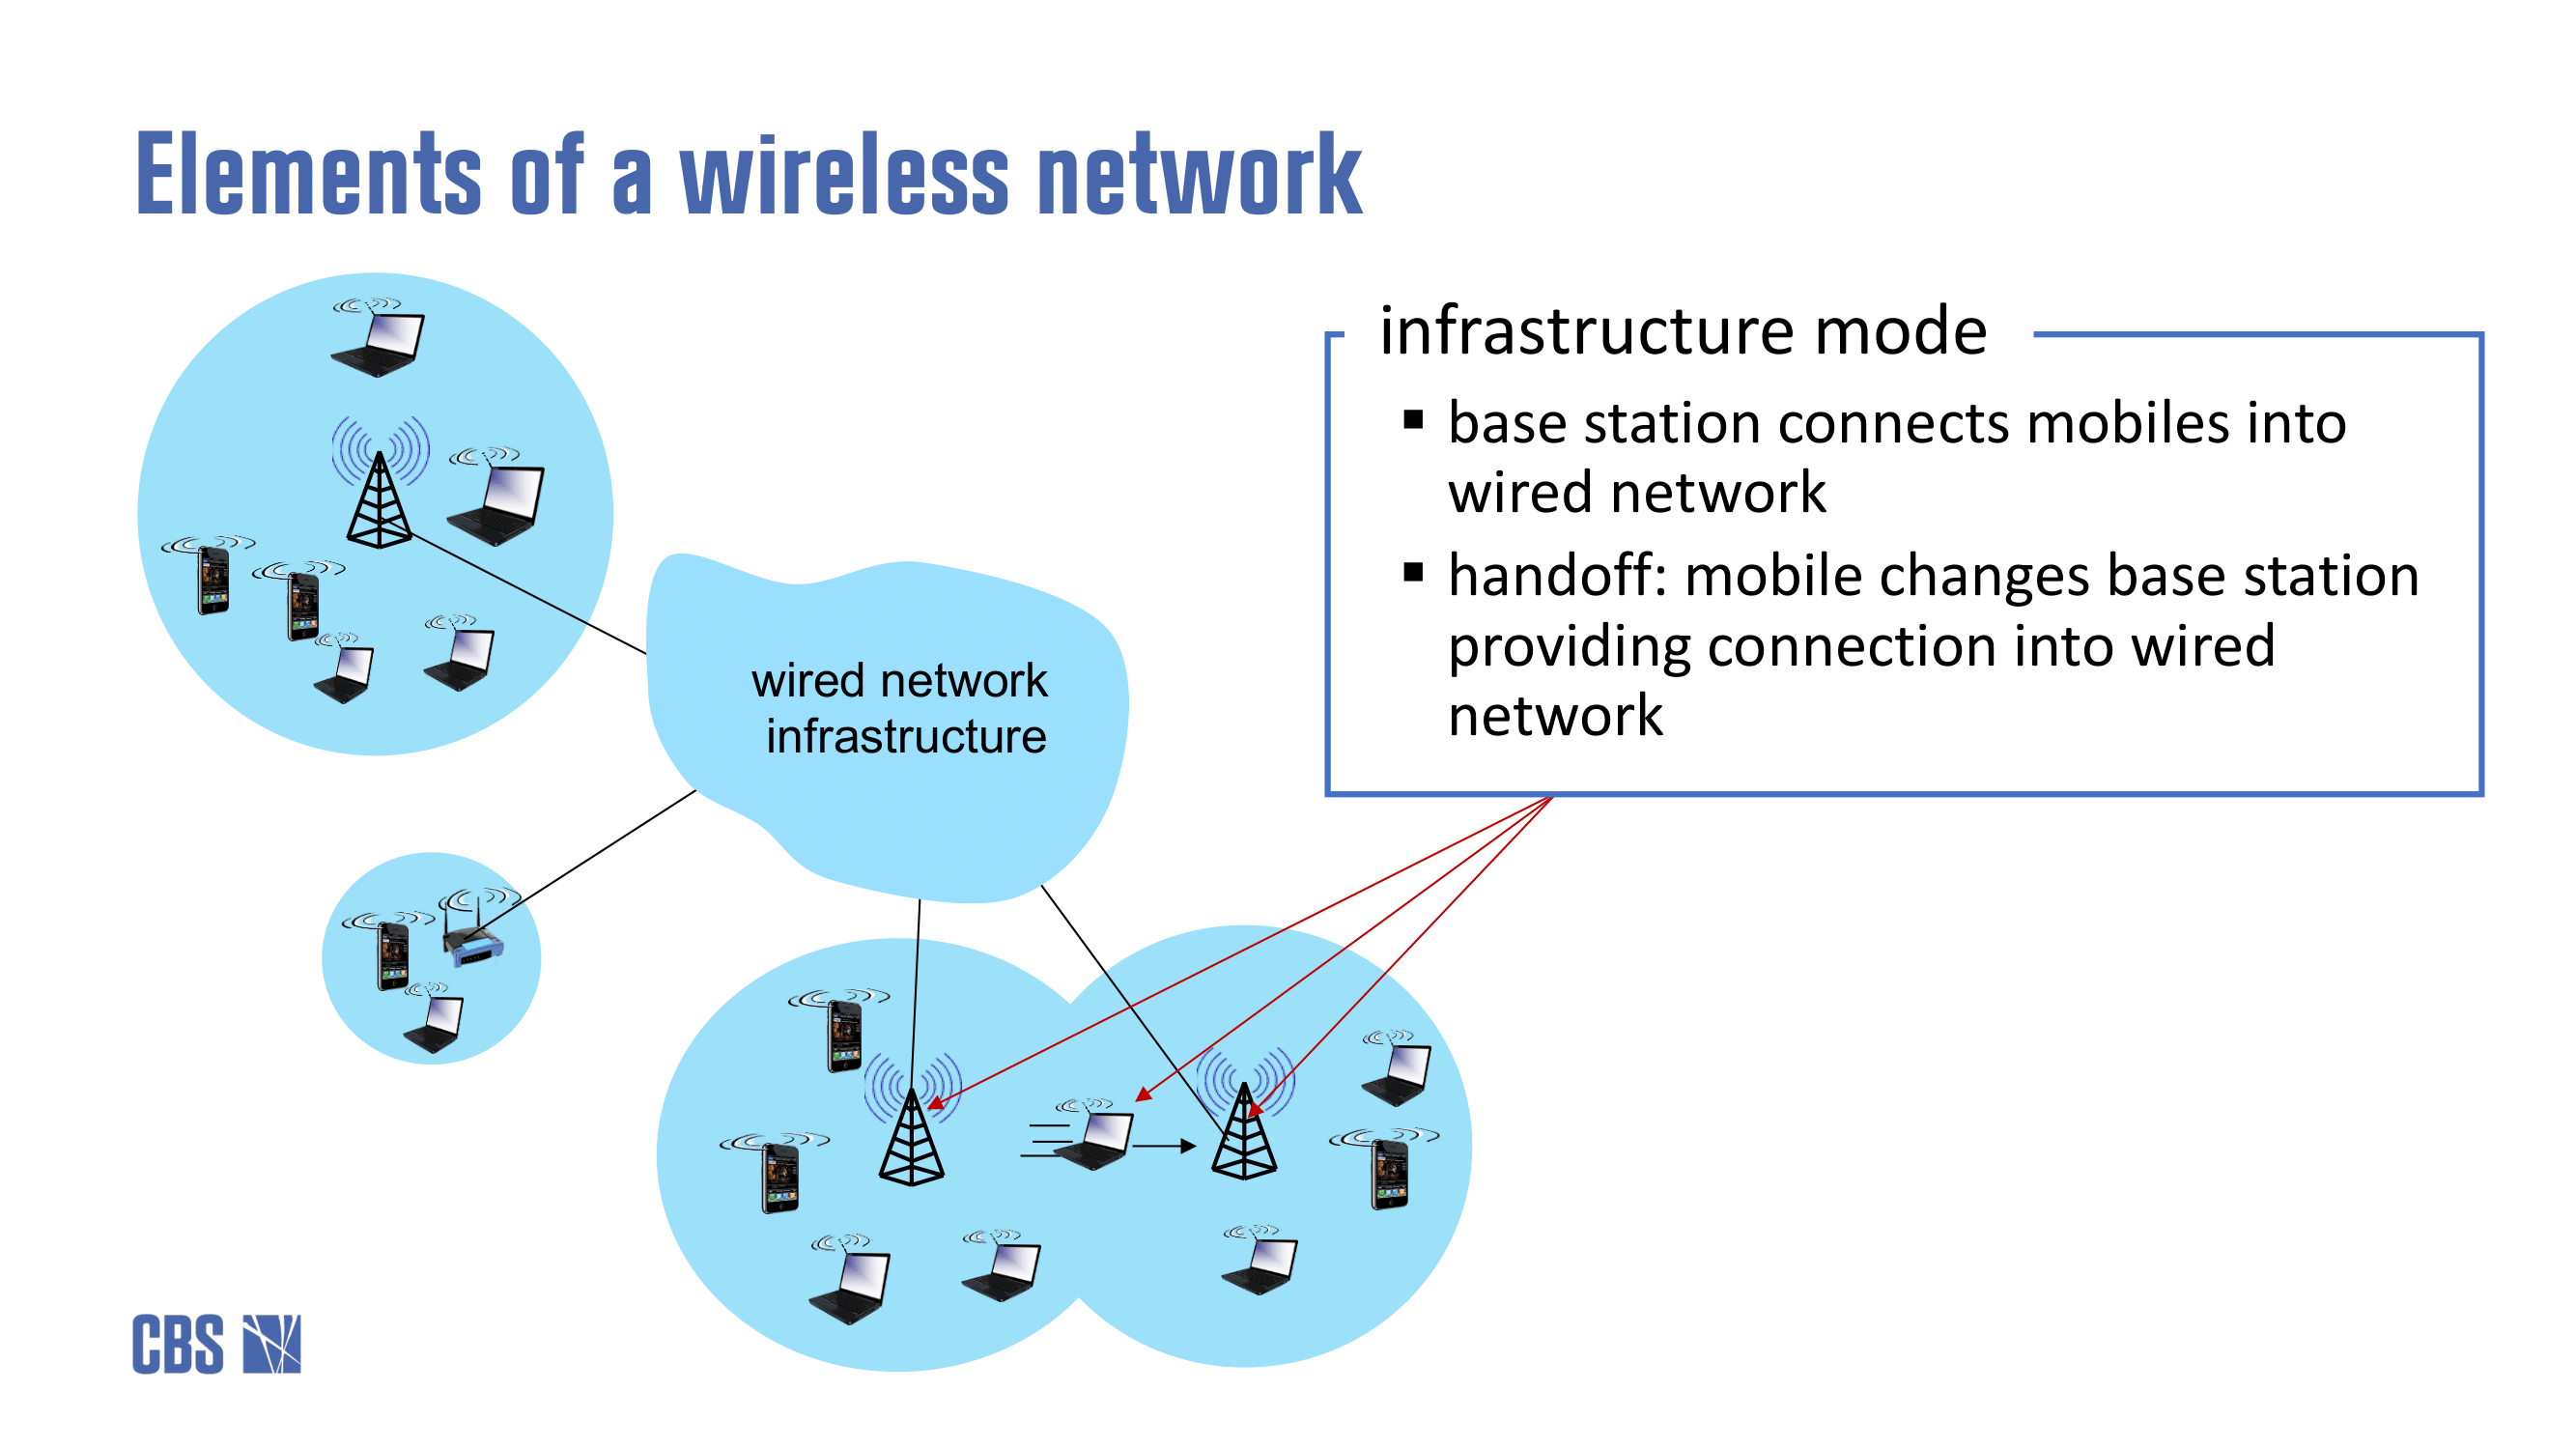 Elements of a wireless network
infrastructure mode
▪ base station connects mobiles into
wired network
▪ handoff: mobile changes base station
providing connection into wired
network
wired network
infrastructure
CBS